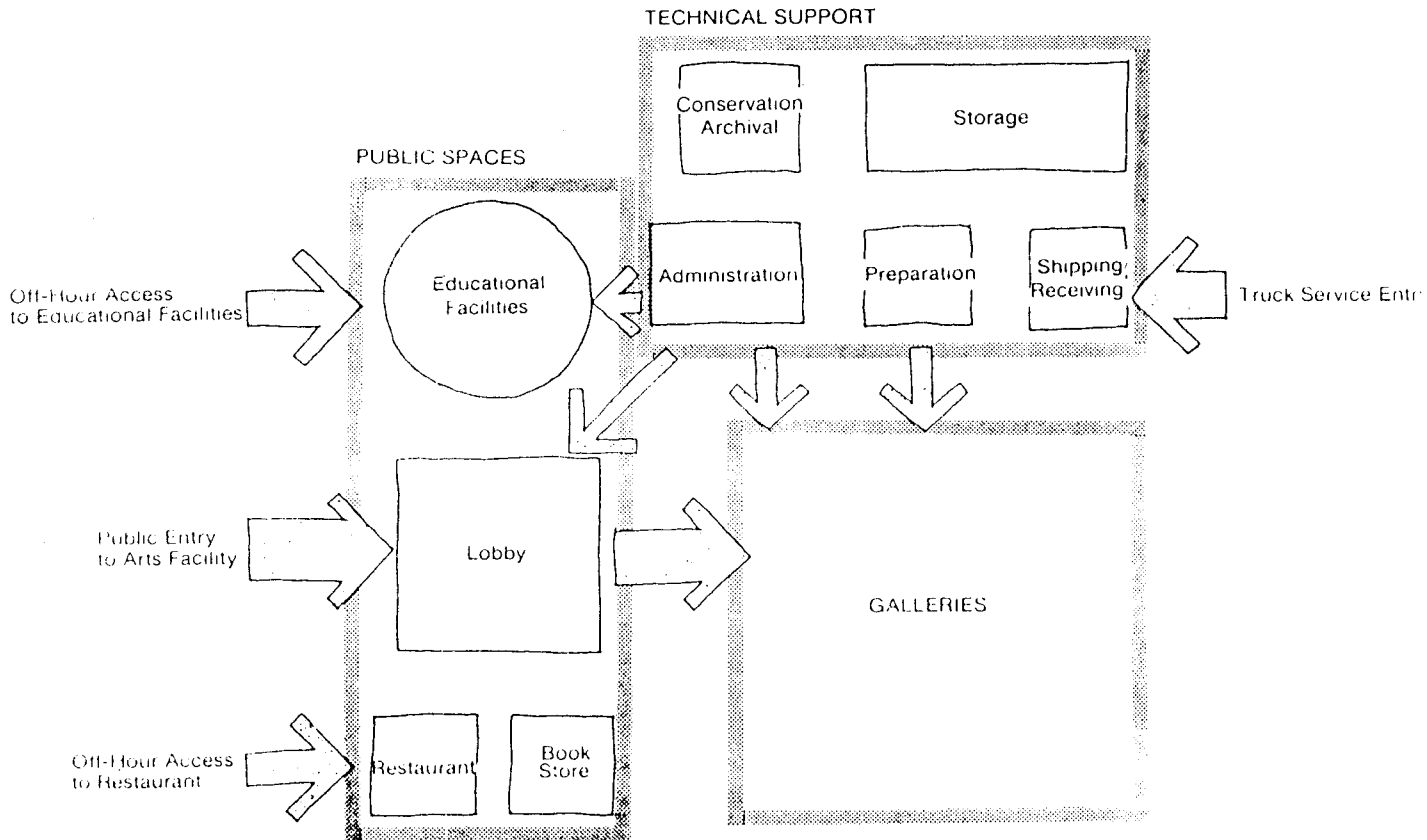 TECHNICAL SUPPORT
Conservation
Archival
Storage
PUBLIC SPACES
Educational
Facilities
Administration
Preparation
Shipping/
Receiving
Off-Hour Access
to Educational Facilities
Truck Service Entr
Public Entry
to Arts Facility
Lobby
GALLERIES
Off-Hour Access
to Restaurant
Restaurant
Book
Store